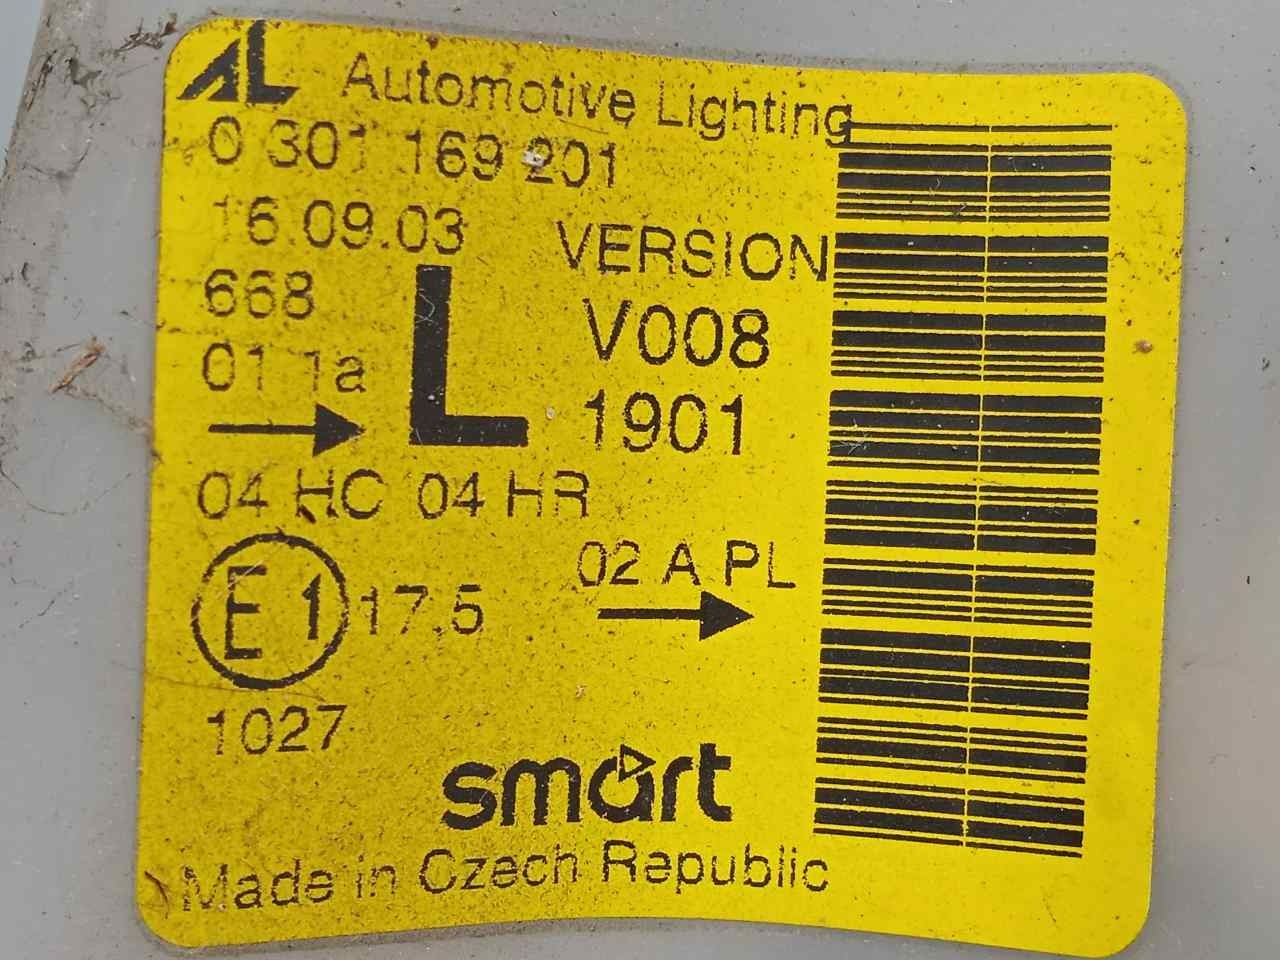 AL Automotive Lighting
0 301 169 201
16.09.03
VERSION
668
V008
01 1a
L
1901
04 HC 04 HR
02 A PL
E1 17.5
1027
smart
Made in Czech Republic